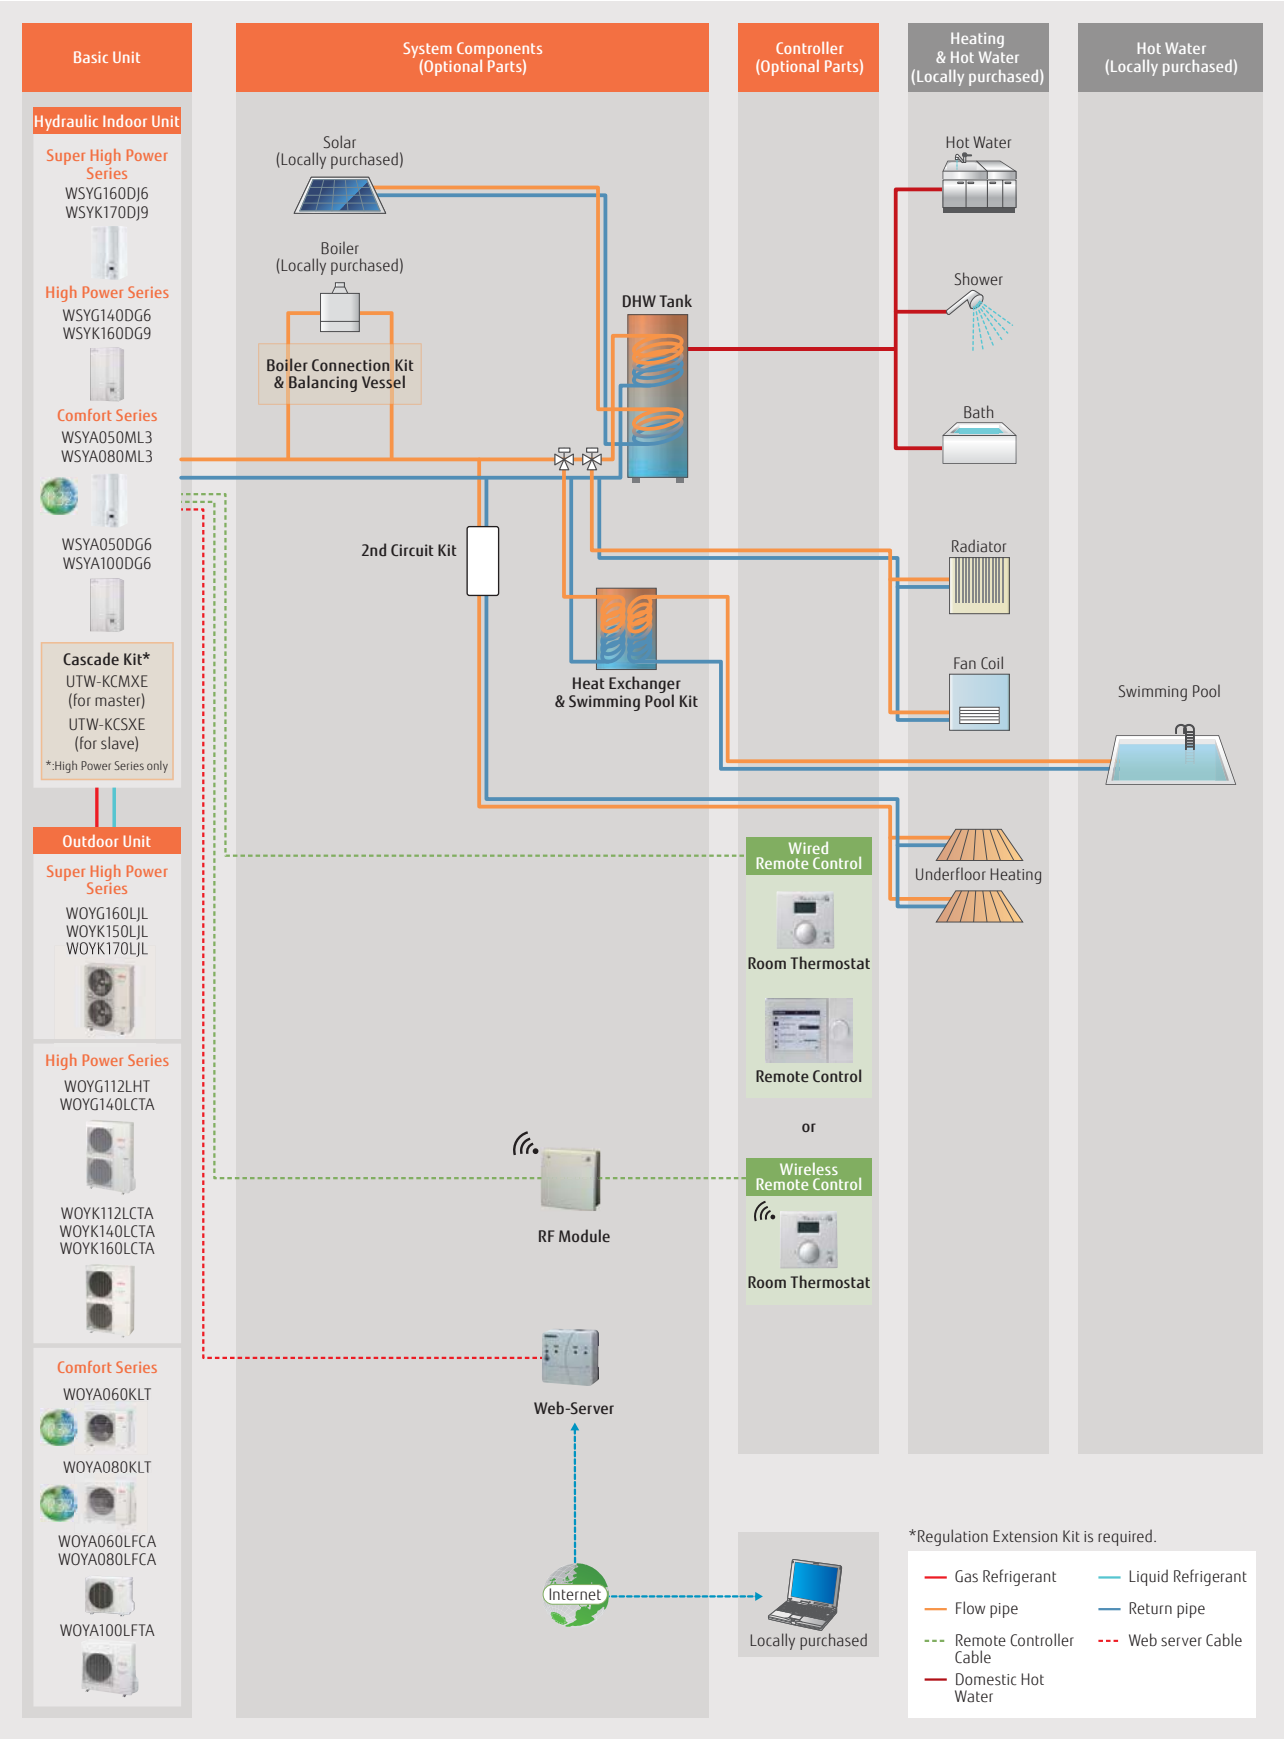 Basic Unit
System Components
(Optional Parts)
Controller
(Optional Parts)
Heating
& Hot Water
(Locally purchased)
Hot Water
(Locally purchased)
Hydraulic Indoor Unit
Super High Power
Series
WSYG160DJ6
WSYK170DJ9
High Power Series
WSYG140DG6
WSYK160DG9
Comfort Series
WSYA050ML3
WSYA080ML3
R32
WSYA050DG6
WSYA100DG6
Cascade Kit*
UTW-KCMXE
(for master)
UTW-KCSXE
(for slave)
*:High Power Series only
Outdoor Unit
Super High Power
Series
WOYG160LJL
WOYK150LJL
WOYK170LJL
High Power Series
WOYG112LHT
WOYG140LCTA
WOYK112LCTA
WOYK140LCTA
WOYK160LCTA
Comfort Series
WOYA060KLT
R32
WOYA080KLT
R32
WOYA060LFCA
WOYA080LFCA
WOYA100LFTA
Solar
(Locally purchased)
Boiler
(Locally purchased)
Boiler Connection Kit
& Balancing Vessel
DHW Tank
2nd Circuit Kit
Heat Exchanger
& Swimming Pool Kit
RF Module
Web-Server
Internet
Wired
Remote Control
Room Thermostat
Remote Control
or
Wireless
Remote Control
Room Thermostat
Locally purchased
Hot Water
Shower
Bath
Radiator
Fan Coil
Underfloor Heating
Swimming Pool
*Regulation Extension Kit is required.
Gas Refrigerant
Liquid Refrigerant
Flow pipe
Return pipe
Remote Controller
Cable
Web server Cable
Domestic Hot
Water